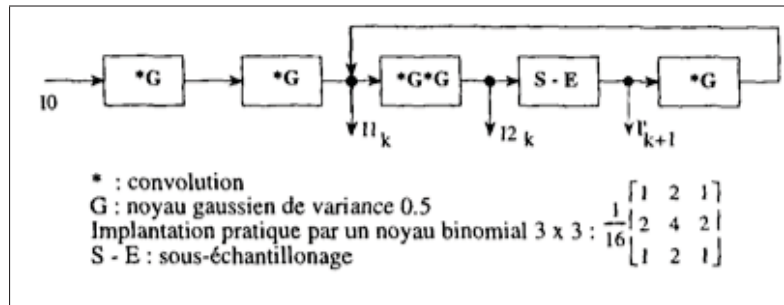 *G *G *G*G S - E *G
I0 I1k I2k I'k+1
* : convolution
G : noyau gaussien de variance 0.5
Implantation pratique par un noyau binomial 3 x 3 : 1/16 [1 2 1
2 4 2
1 2 1]
S - E : sous-échantillonage